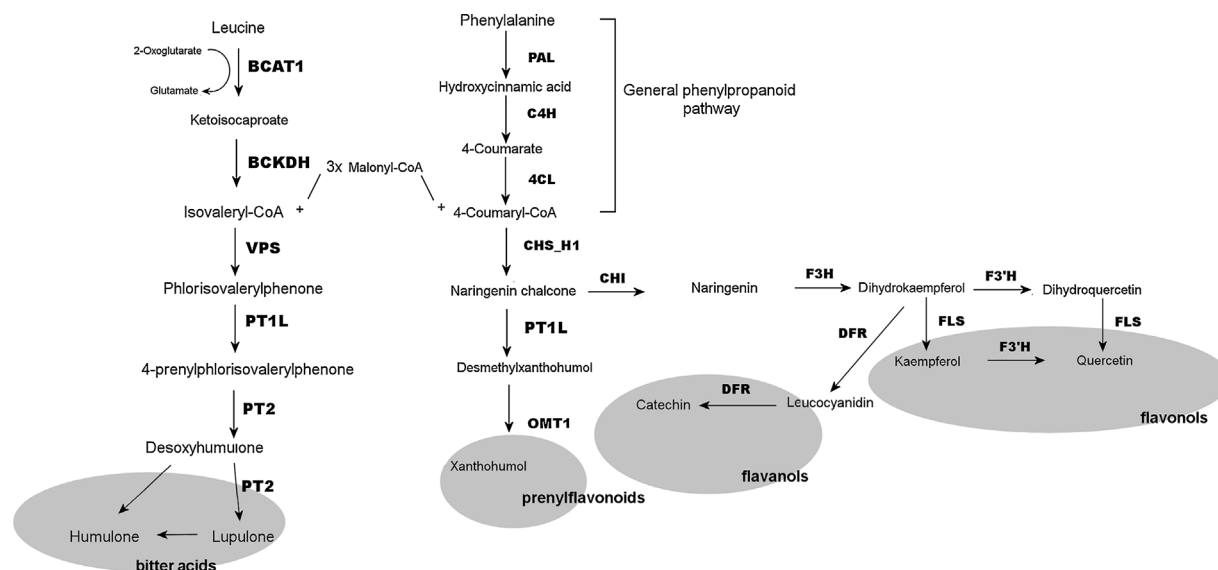 Leucine
2-Oxoglutarate
BCAT1
Glutamate
Ketoisocaproate
BCKDH
3x Malonyl-CoA
Isovaleryl-CoA +
VPS
Phlorisovalerylphenone
PT1L
4-prenylphlorisovalerylphenone
PT2
Desoxyhumulone
PT2
Humulone
Lupulone
bitter acids
Phenylalanine
PAL
Hydroxycinnamic acid
C4H
4-Coumarate
4CL
+ 4-Coumaryl-CoA
General phenylpropanoid
pathway
CHS_H1
Naringenin chalcone
CHI
Naringenin
F3H
Dihydrokaempferol
F3'H
Dihydroquercetin
PT1L
Desmethylxanthohumol
OMT1
Xanthohumol
prenylflavonoids
DFR
FLS
FLS
Kaempferol
F3'H
Quercetin
flavonols
Leucocyanidin
DFR
Catechin
flavanols